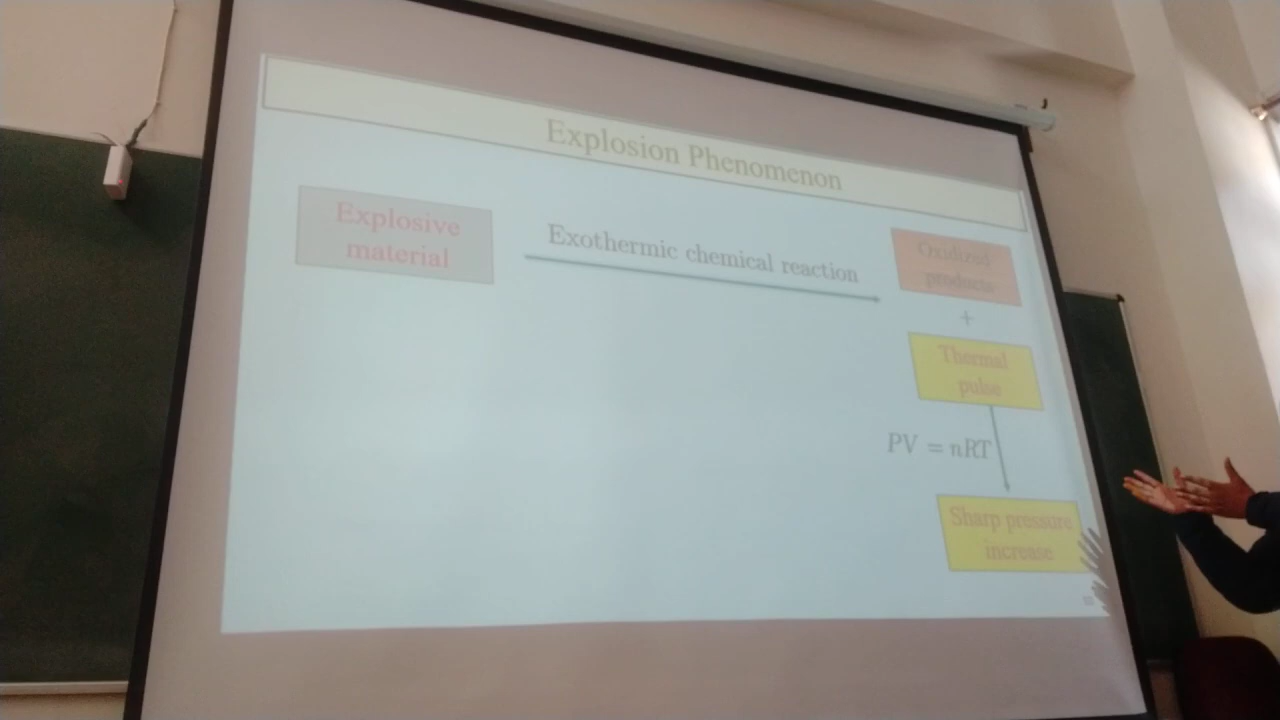 Explosion Phenomenon
Explosive
material
Exothermic chemical reaction
Oxidized
products
+
Thermal
pulse
PV = nRT
Sharp pressure
increase